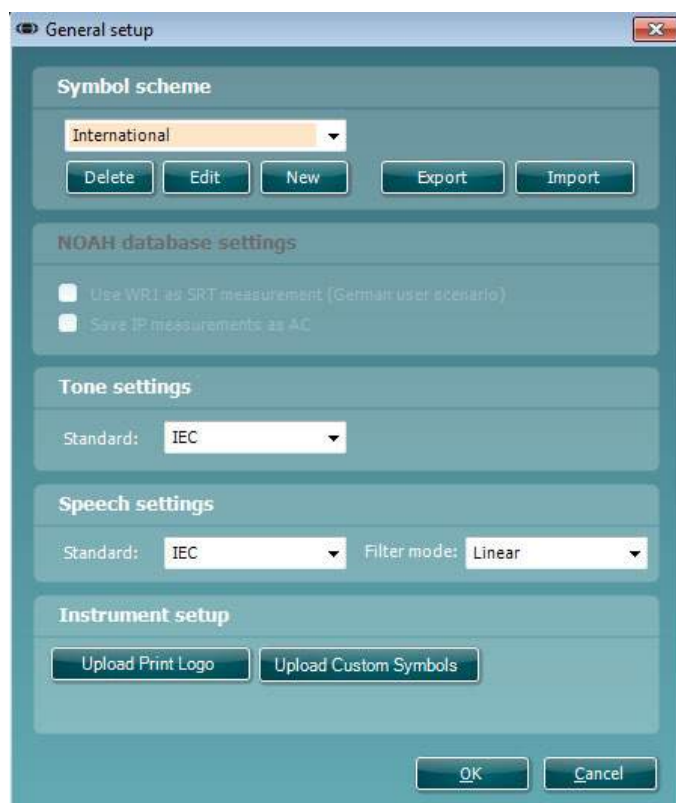 General setup
Symbol scheme
International
Delete Edit New Export Import
NOAH database settings
Use WR1 as SRT measurement (German user scenario)
Save IP measurements as AC
Tone settings
Standard: IEC
Speech settings
Standard: IEC Filter mode: Linear
Instrument setup
Upload Print Logo Upload Custom Symbols
OK Cancel